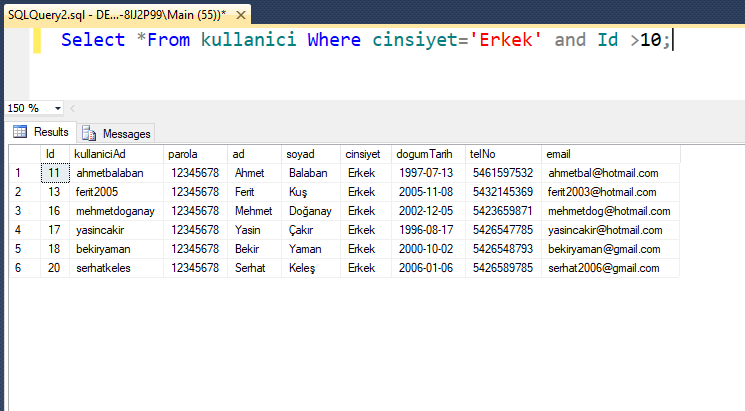 SQLQuery2.sql - DE...-8IJ2P99\Main (55))* ×
Select *From kullanici Where cinsiyet='Erkek' and Id >10;
150 %
Results Messages
Id kullaniciAd parola ad soyad cinsiyet dogumTarih telNo email
1 11 ahmetbalaban 12345678 Ahmet Balaban Erkek 1997-07-13 5461597532 ahmetbal@hotmail.com
2 13 ferit2005 12345678 Ferit Kuş Erkek 2005-11-08 5432145369 ferit2003@hotmail.com
3 16 mehmetdoganay 12345678 Mehmet Doğanay Erkek 2002-12-05 5423659871 mehmetdog@hotmail.com
4 17 yasincakir 12345678 Yasin Çakır Erkek 1996-08-17 5426547785 yasincakir@hotmail.com
5 18 bekiryaman 12345678 Bekir Yaman Erkek 2000-10-02 5426548793 bekiryaman@gmail.com
6 20 serhatkeles 12345678 Serhat Keleş Erkek 2006-01-06 5426589785 serhat2006@gmail.com